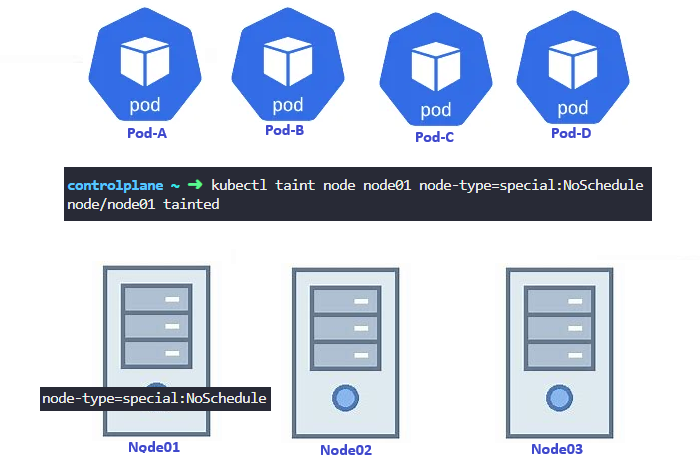 pod pod pod pod
Pod-A Pod-B Pod-C Pod-D
controlplane ~ ➜ kubectl taint node node01 node-type=special:NoSchedule
node/node01 tainted
node-type=special:NoSchedule
Node01 Node02 Node03